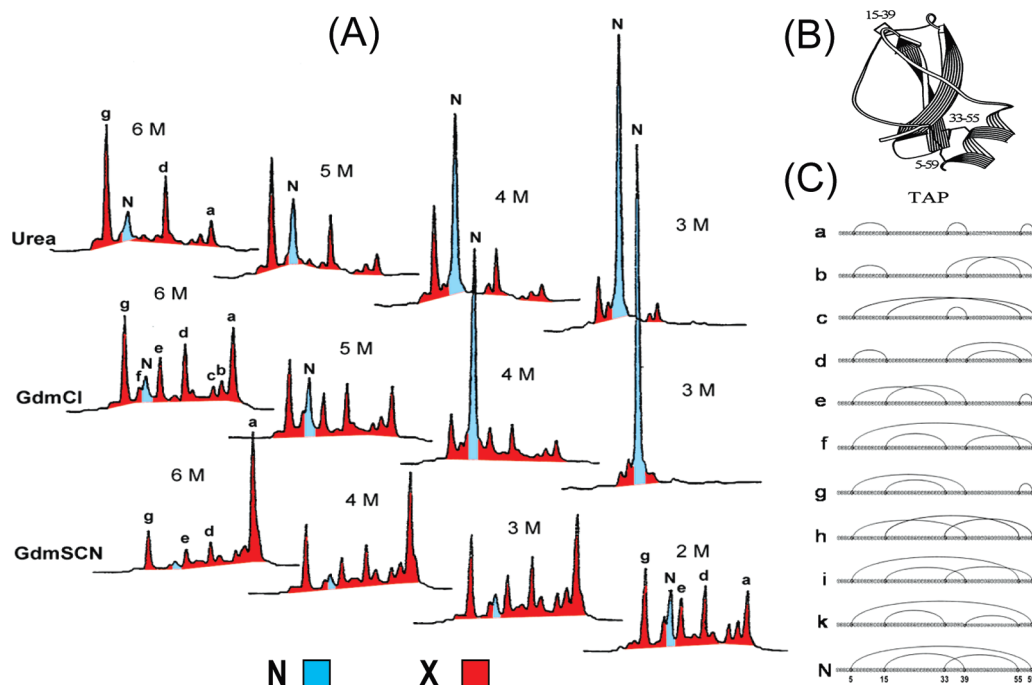 (A)
N
6 M
g
N
d
a
Urea
5 M
N
4 M
N
3 M
N
6 M
g
f
N
e
d
c
b
a
GdmCl
5 M
N
4 M
N
3 M
N
6 M
g
e
d
a
GdmSCN
4 M
3 M
2 M
g
N
e
d
a
N
X
(B)
15-39
33-55
5-59
(C)
TAP
a
b
c
d
e
f
g
h
i
k
N
5 15 33 39 55